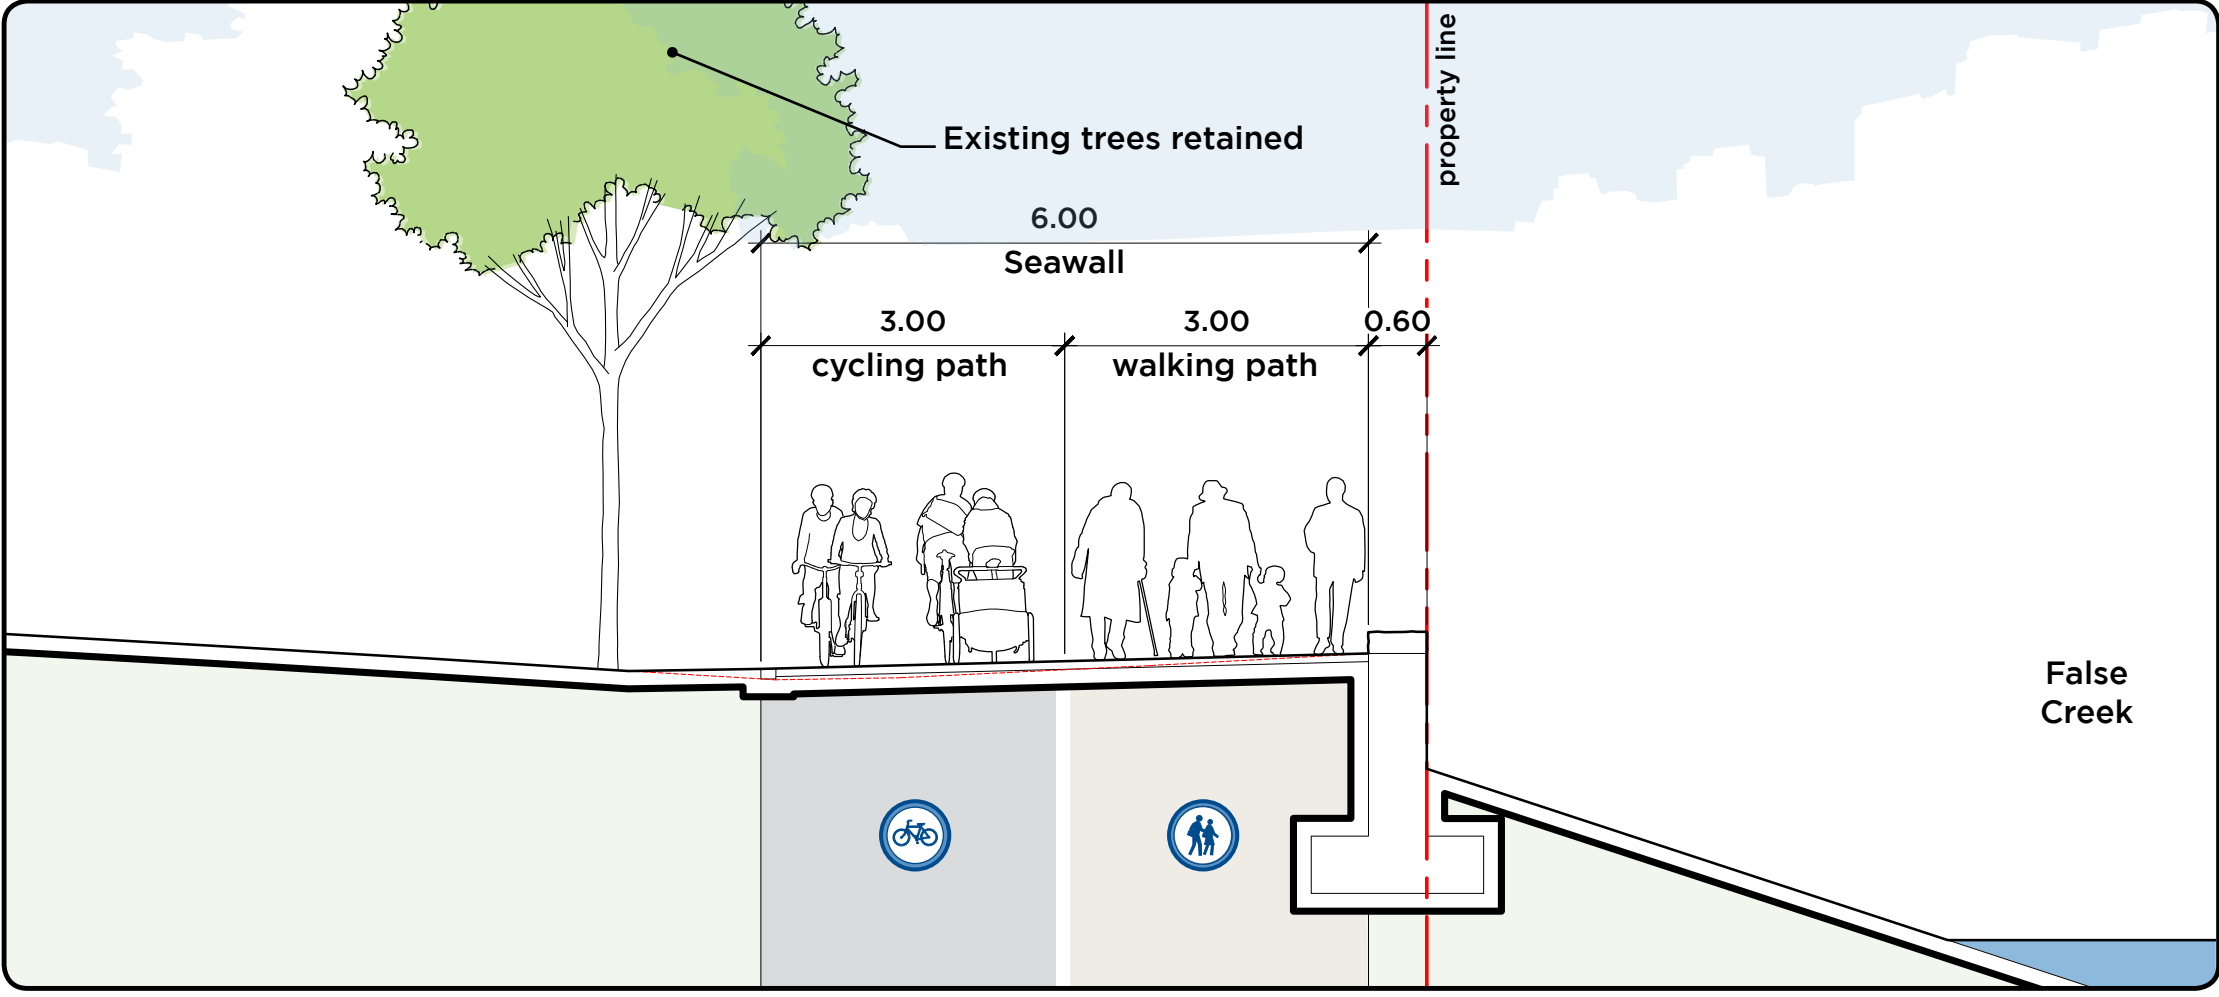 property line
Existing trees retained
6.00
Seawall
3.00 3.00 0.60
cycling path walking path
False
Creek